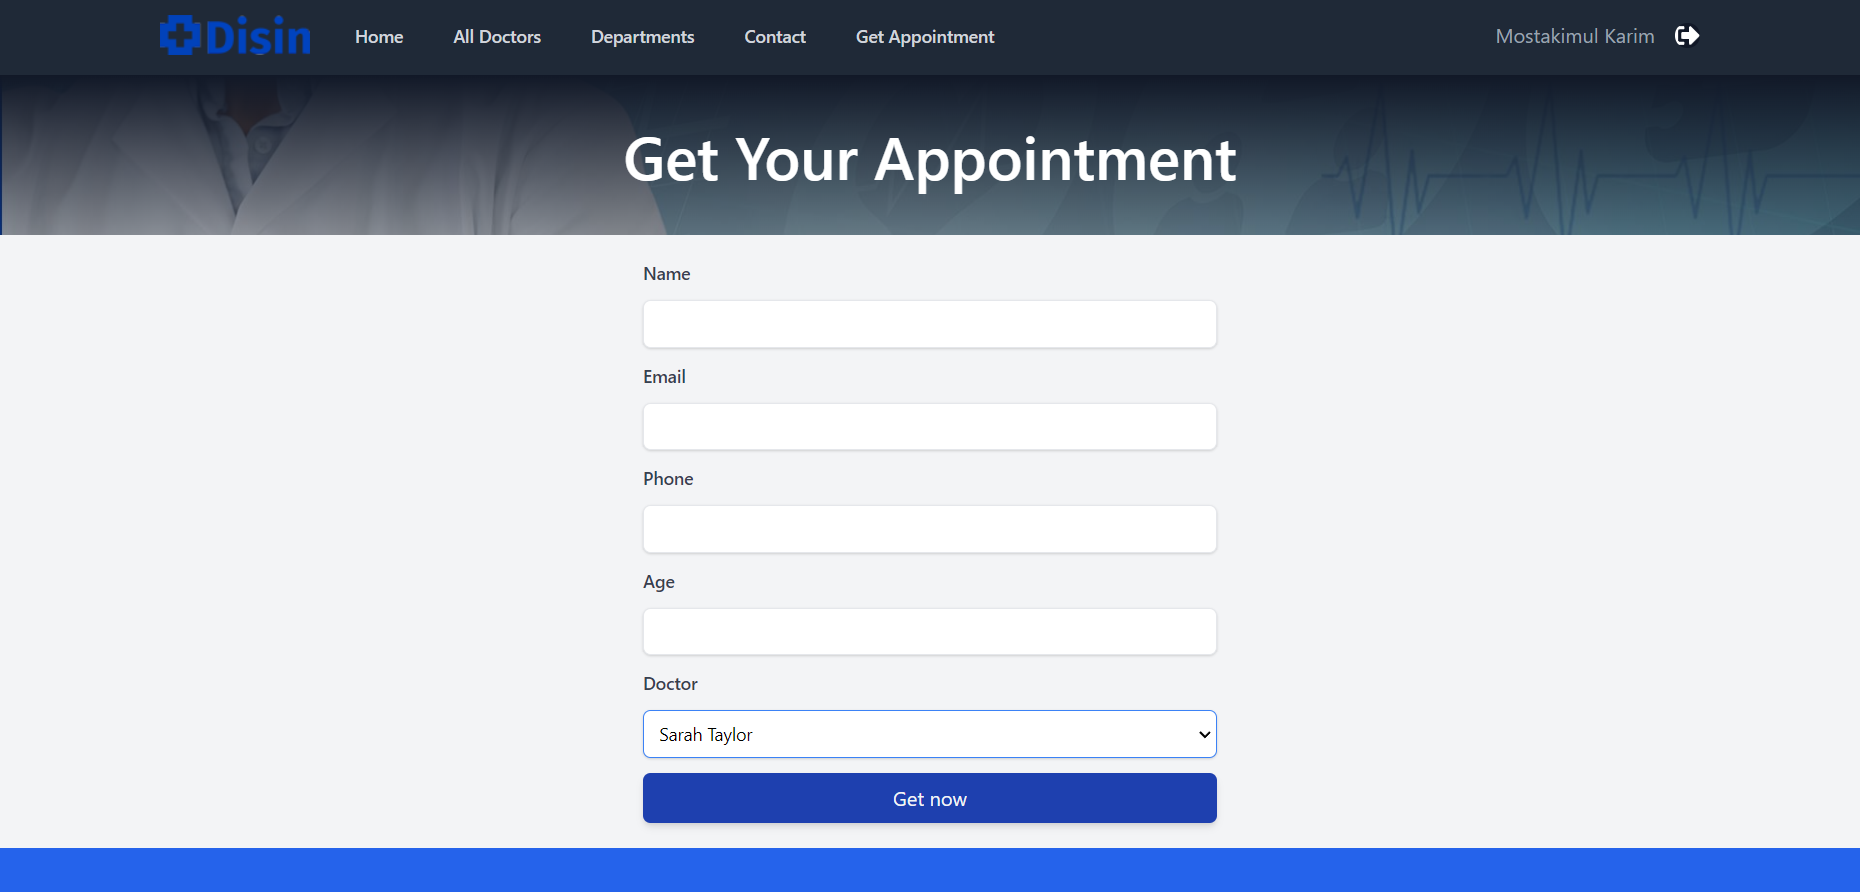 Disin
Home
All Doctors
Departments
Contact
Get Appointment
Mostakimul Karim
Get Your Appointment
Name
Email
Phone
Age
Doctor
Sarah Taylor
Get now